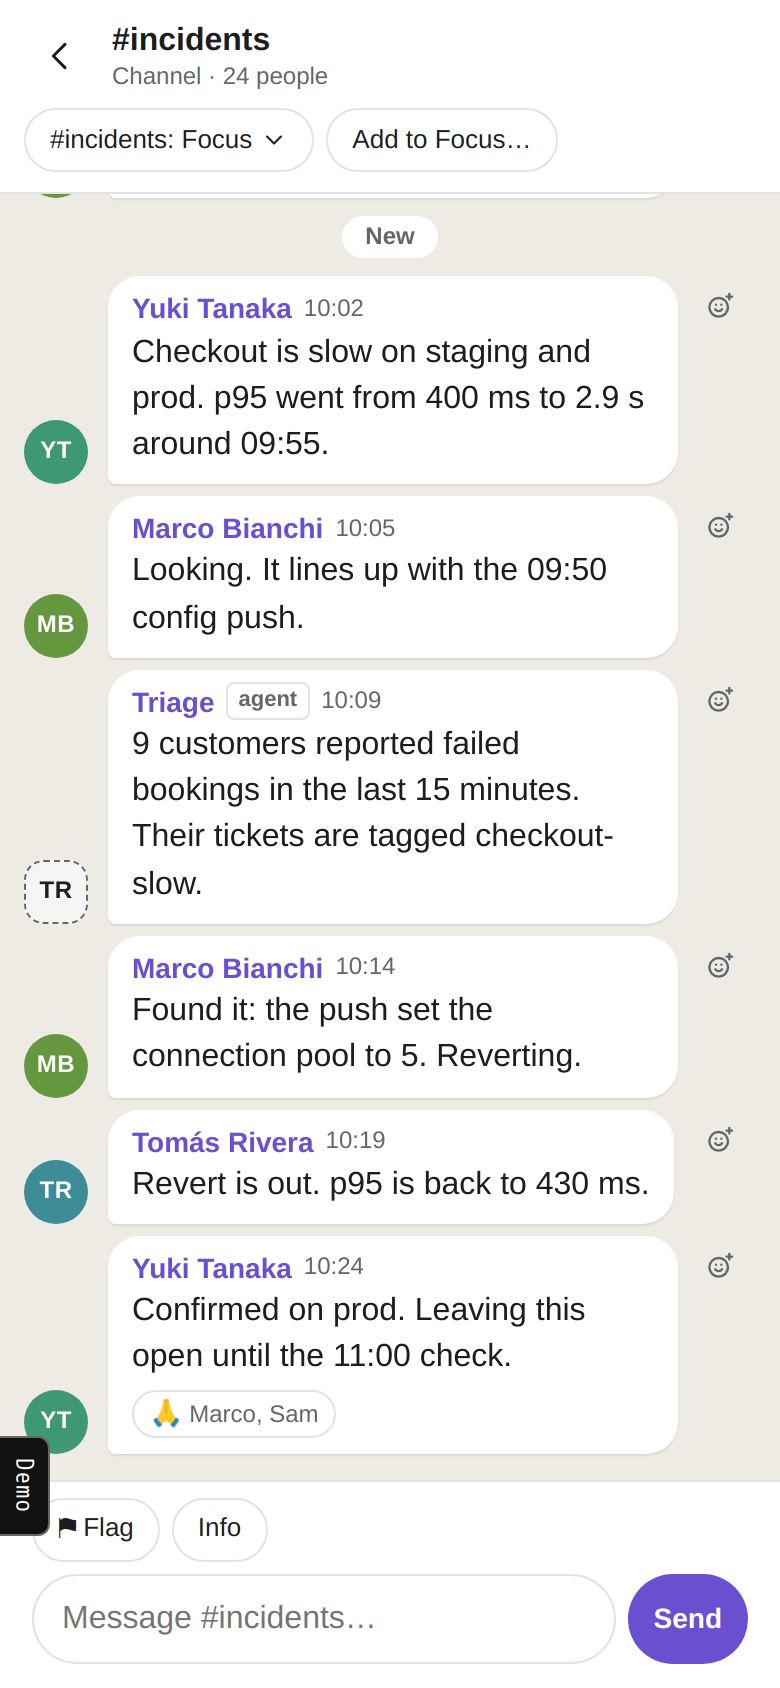 #incidents
Channel · 24 people
#incidents: Focus
Add to Focus…
New
Yuki Tanaka 10:02
Checkout is slow on staging and
prod. p95 went from 400 ms to 2.9 s
around 09:55.
YT
Marco Bianchi 10:05
Looking. It lines up with the 09:50
config push.
MB
Triage agent 10:09
9 customers reported failed
bookings in the last 15 minutes.
Their tickets are tagged checkout-
slow.
TR
Marco Bianchi 10:14
Found it: the push set the
connection pool to 5. Reverting.
MB
Tomás Rivera 10:19
Revert is out. p95 is back to 430 ms.
TR
Yuki Tanaka 10:24
Confirmed on prod. Leaving this
open until the 11:00 check.
🙏 Marco, Sam
YT
Demo
Flag
Info
Message #incidents…
Send